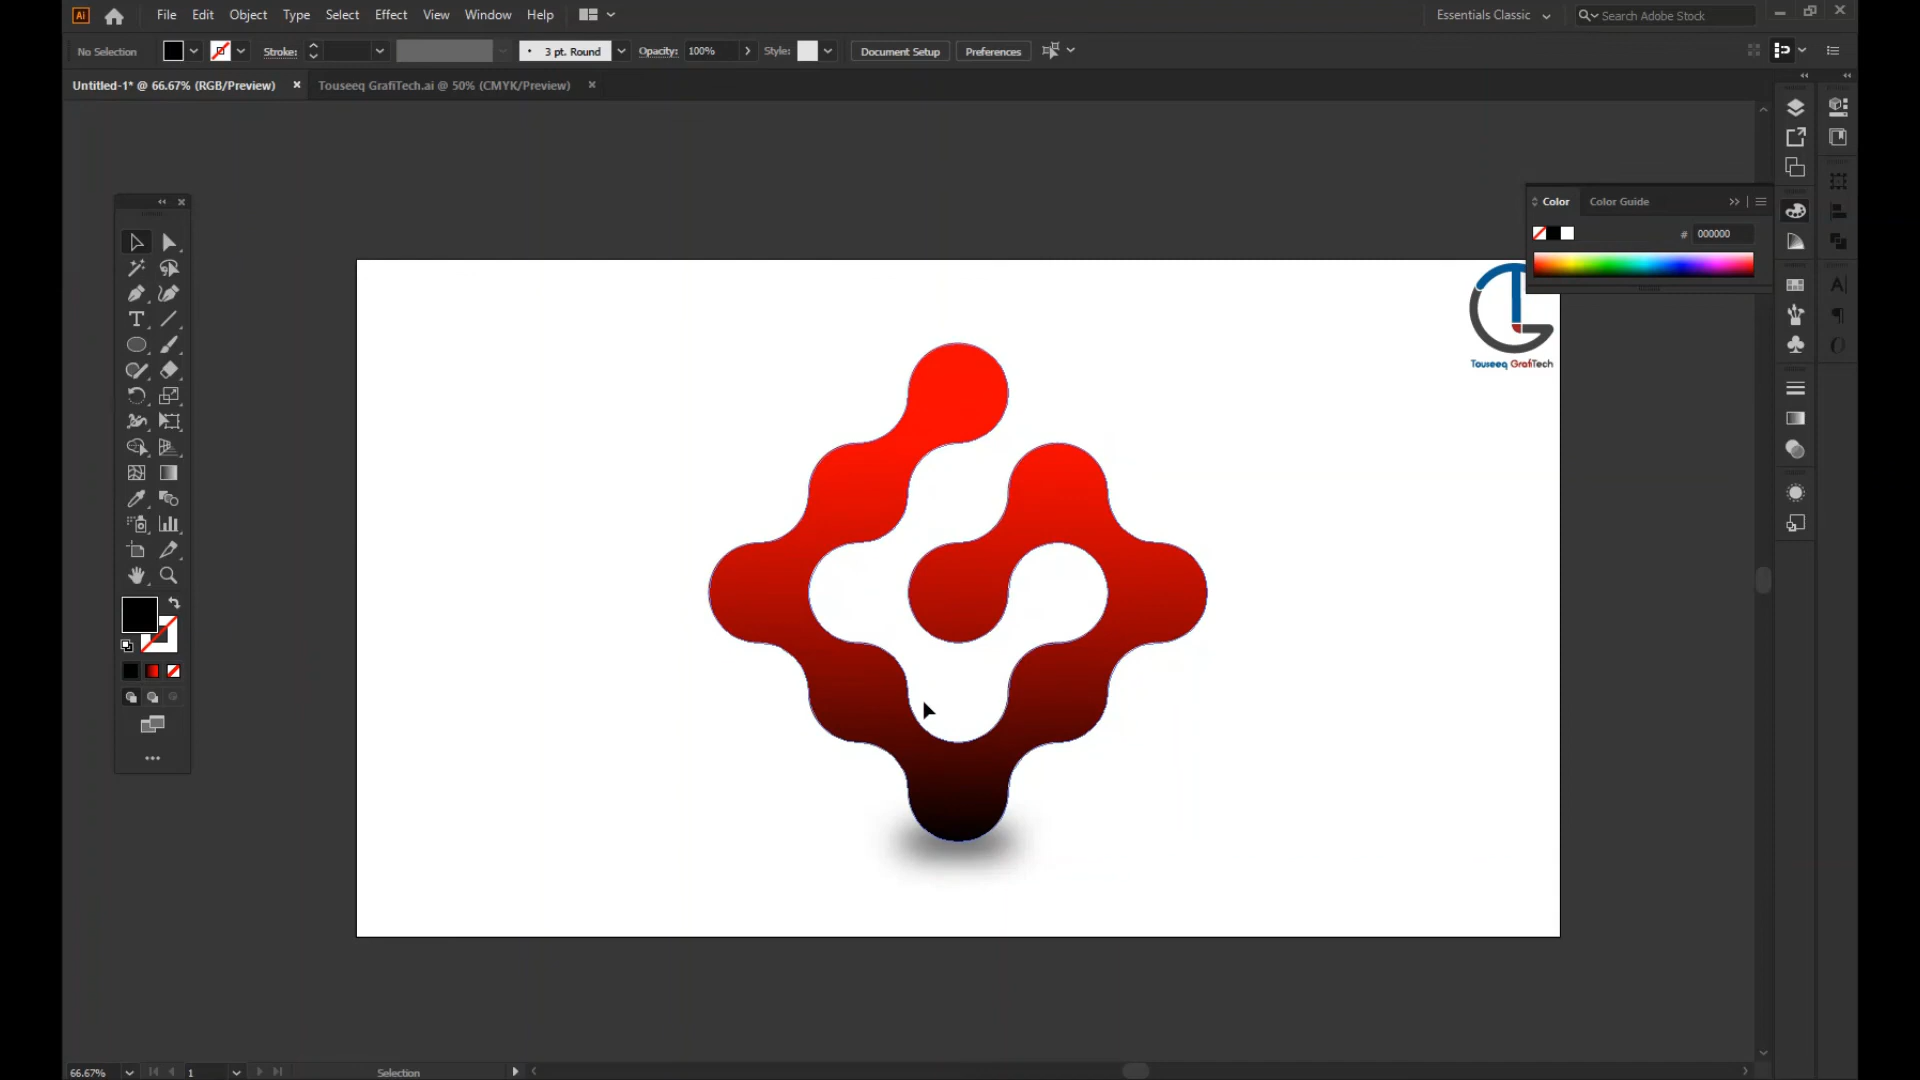 Ai File Edit Object Type Select Effect View Window Help Essentials Classic Search Adobe Stock
No Selection Stroke: 3 pt. Round Opacity: 100% Style: Document Setup Preferences
Untitled-1* @ 66.67% (RGB/Preview) Touseeq GrafiTech.ai @ 50% (CMYK/Preview)
Color Color Guide
# 000000
Touseeq GrafiTech
66.67% 1 Selection